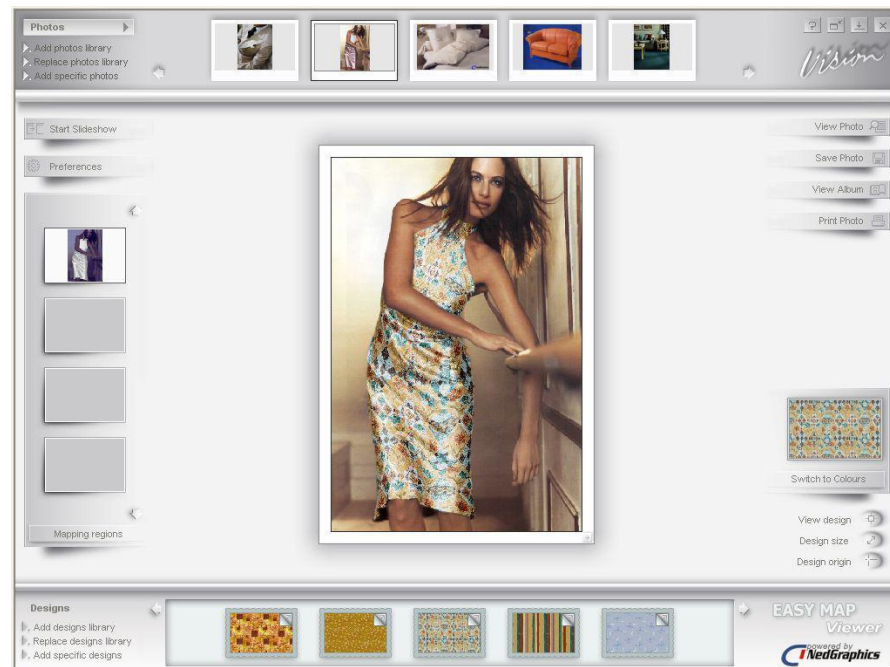 Photos
Add photos library
Replace photos library
Add specific photos
Vision
Start Slideshow
Preferences
View Photo
Save Photo
View Album
Print Photo
Mapping regions
Switch to Colours
View design
Design size
Design origin
Designs
Add designs library
Replace designs library
Add specific designs
EASY MAP
Viewer
powered by
NedGraphics